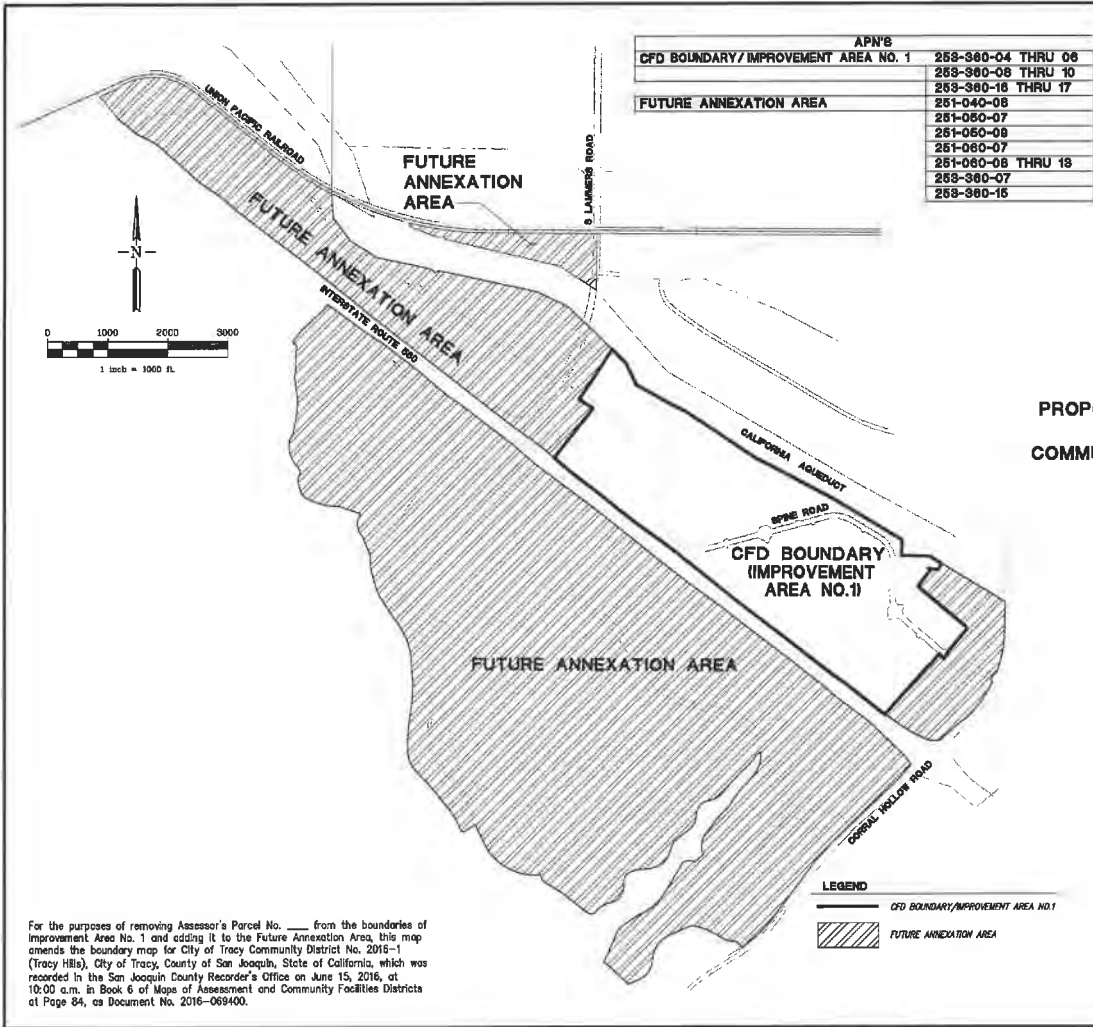 APN'S
CFD BOUNDARY/IMPROVEMENT AREA NO. 1 253-360-04 THRU 06
253-360-08 THRU 10
253-360-16 THRU 17
FUTURE ANNEXATION AREA 251-040-08
251-050-07
251-050-09
251-060-07
251-060-08 THRU 13
253-360-07
253-360-15
UNION PACIFIC RAILROAD
FUTURE
ANNEXATION
AREA
S LAMMERS ROAD
FUTURE ANNEXATION AREA
N
INTERSTATE ROUTE 580
0 1000 2000 3000
1 inch = 1000 ft.
PROP
COMMU
CALIFORNIA AQUEDUCT
SPINE ROAD
CFD BOUNDARY
(IMPROVEMENT
AREA NO.1)
FUTURE ANNEXATION AREA
CORRAL HOLLOW ROAD
LEGEND
CFD BOUNDARY/IMPROVEMENT AREA NO.1
FUTURE ANNEXATION AREA
For the purposes of removing Assessor's Parcel No. ___ from the boundaries of
Improvement Area No. 1 and adding it to the Future Annexation Area, this map
amends the boundary map for City of Tracy Community District No. 2016-1
(Tracy Hills), City of Tracy, County of San Joaquin, State of California, which was
recorded in the San Joaquin County Recorder's Office on June 15, 2016, at
10:00 a.m. in Book 6 of Maps of Assessment and Community Facilities Districts
at Page 84, as Document No. 2016-069400.